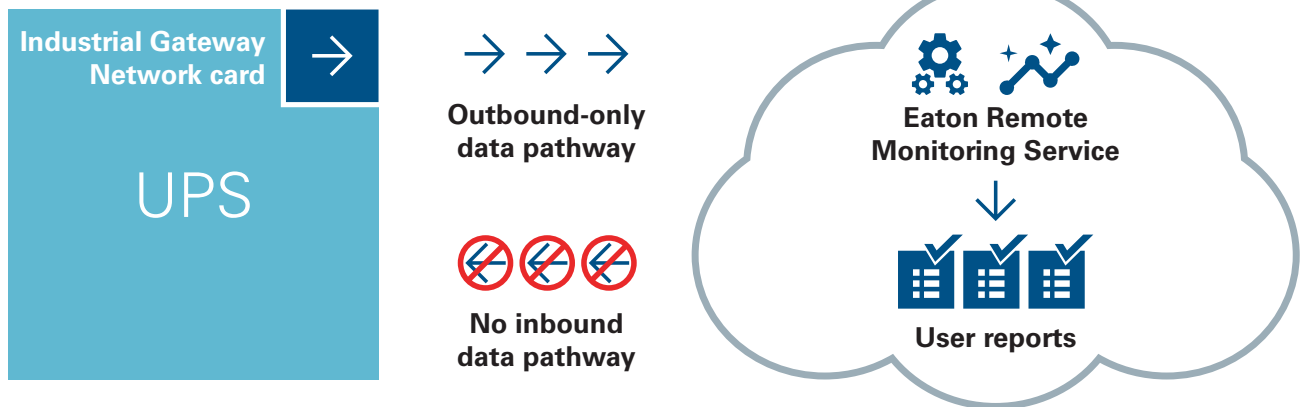 Industrial Gateway
Network card
UPS
Outbound-only
data pathway
No inbound
data pathway
Eaton Remote
Monitoring Service
User reports